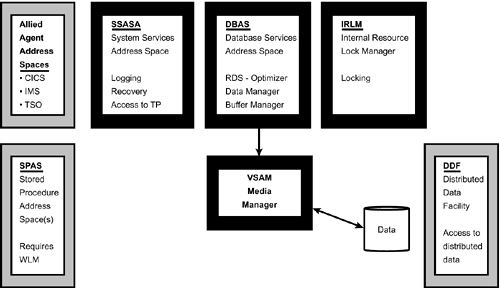 Allied
Agent
Address
Spaces
• CICS
• IMS
• TSO
SSASA
System Services
Address Space
Logging
Recovery
Access to TP
DBAS
Database Services
Address Space
RDS - Optimizer
Data Manager
Buffer Manager
IRLM
Internal Resource
Lock Manager
Locking
SPAS
Stored
Procedure
Address
Space(s)
Requires
WLM
VSAM
Media
Manager
Data
DDF
Distributed
Data
Facility
Access to
distributed
data